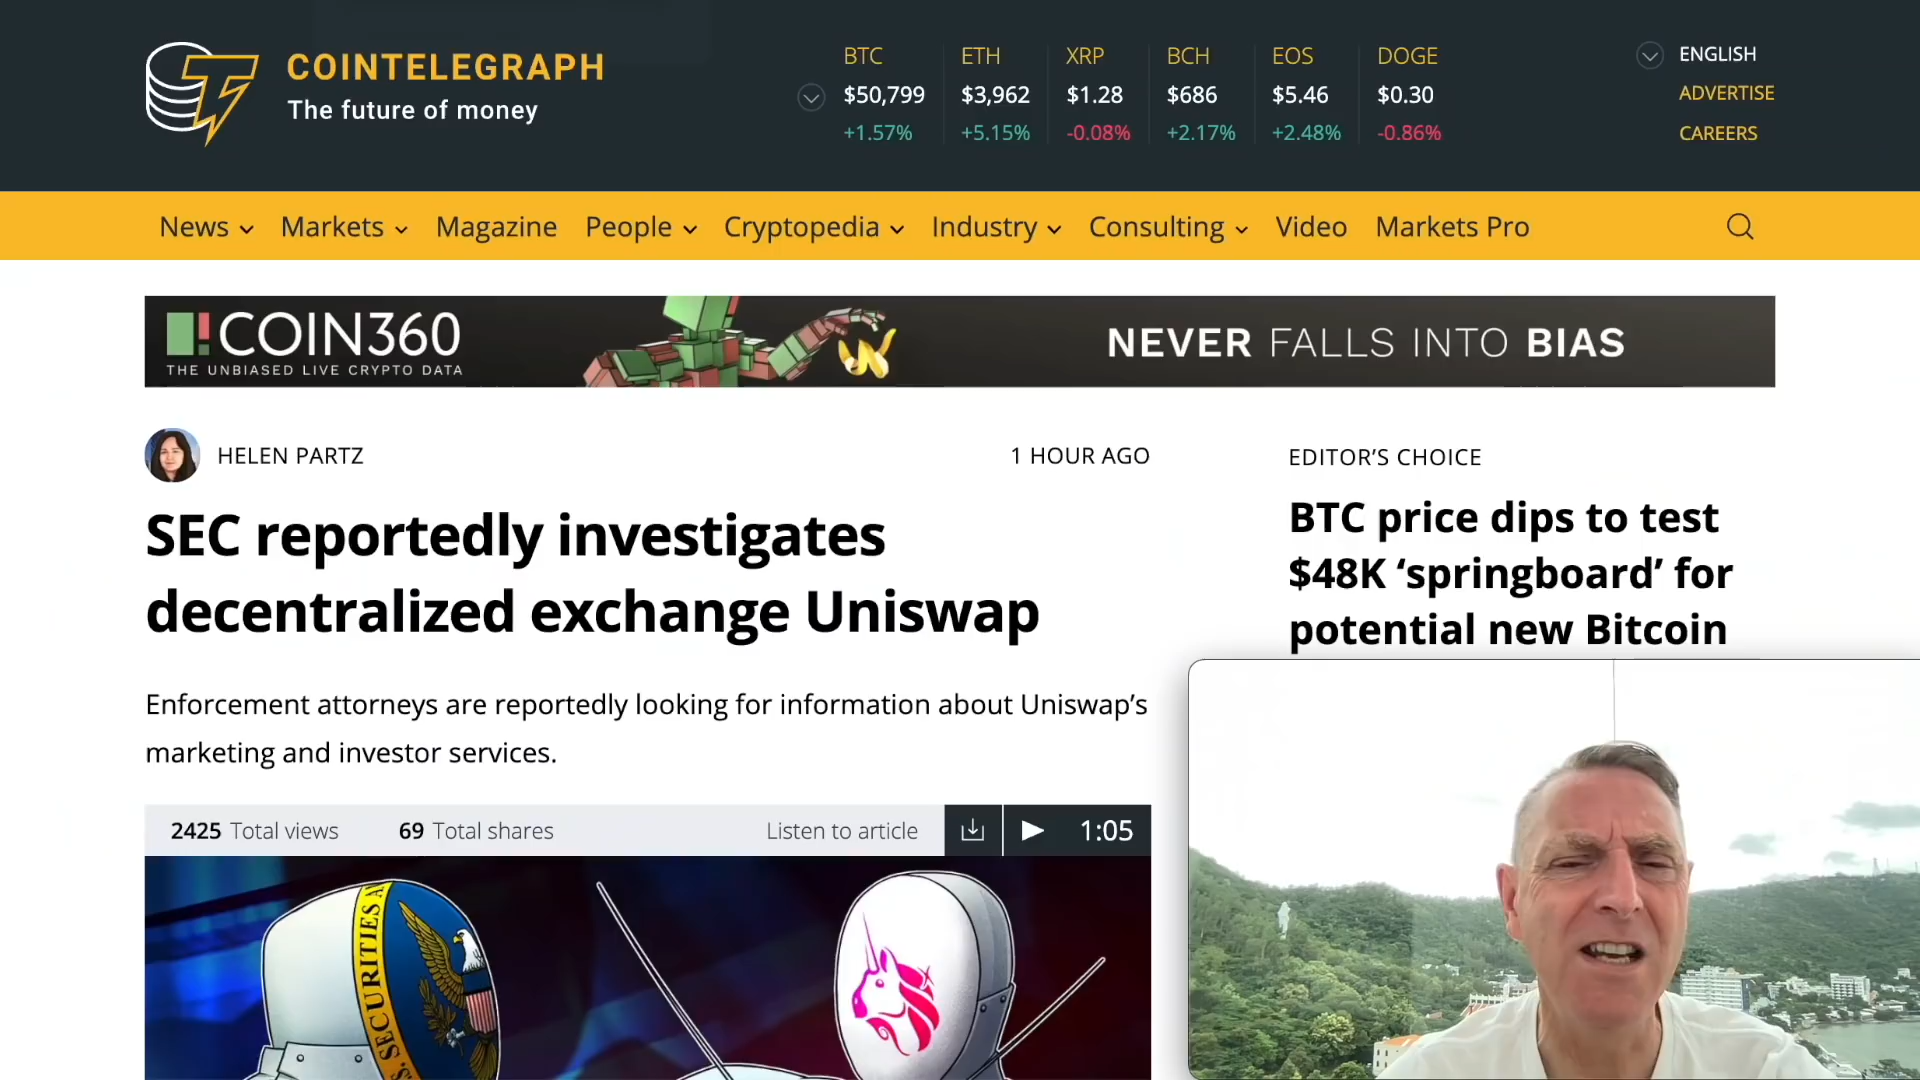 COINTELEGRAPH
The future of money
BTC
$50,799
+1.57%
ETH
$3,962
+5.15%
XRP
$1.28
-0.08%
BCH
$686
+2.17%
EOS
$5.46
+2.48%
DOGE
$0.30
-0.86%
ENGLISH
ADVERTISE
CAREERS
News Markets Magazine People Cryptopedia Industry Consulting Video Markets Pro
COIN360
THE UNBIASED LIVE CRYPTO DATA
NEVER FALLS INTO BIAS
HELEN PARTZ
1 HOUR AGO
SEC reportedly investigates
decentralized exchange Uniswap
Enforcement attorneys are reportedly looking for information about Uniswap’s
marketing and investor services.
2425 Total views 69 Total shares Listen to article 1:05
S. SECURITIES A
EDITOR’S CHOICE
BTC price dips to test
$48K ‘springboard’ for
potential new Bitcoin